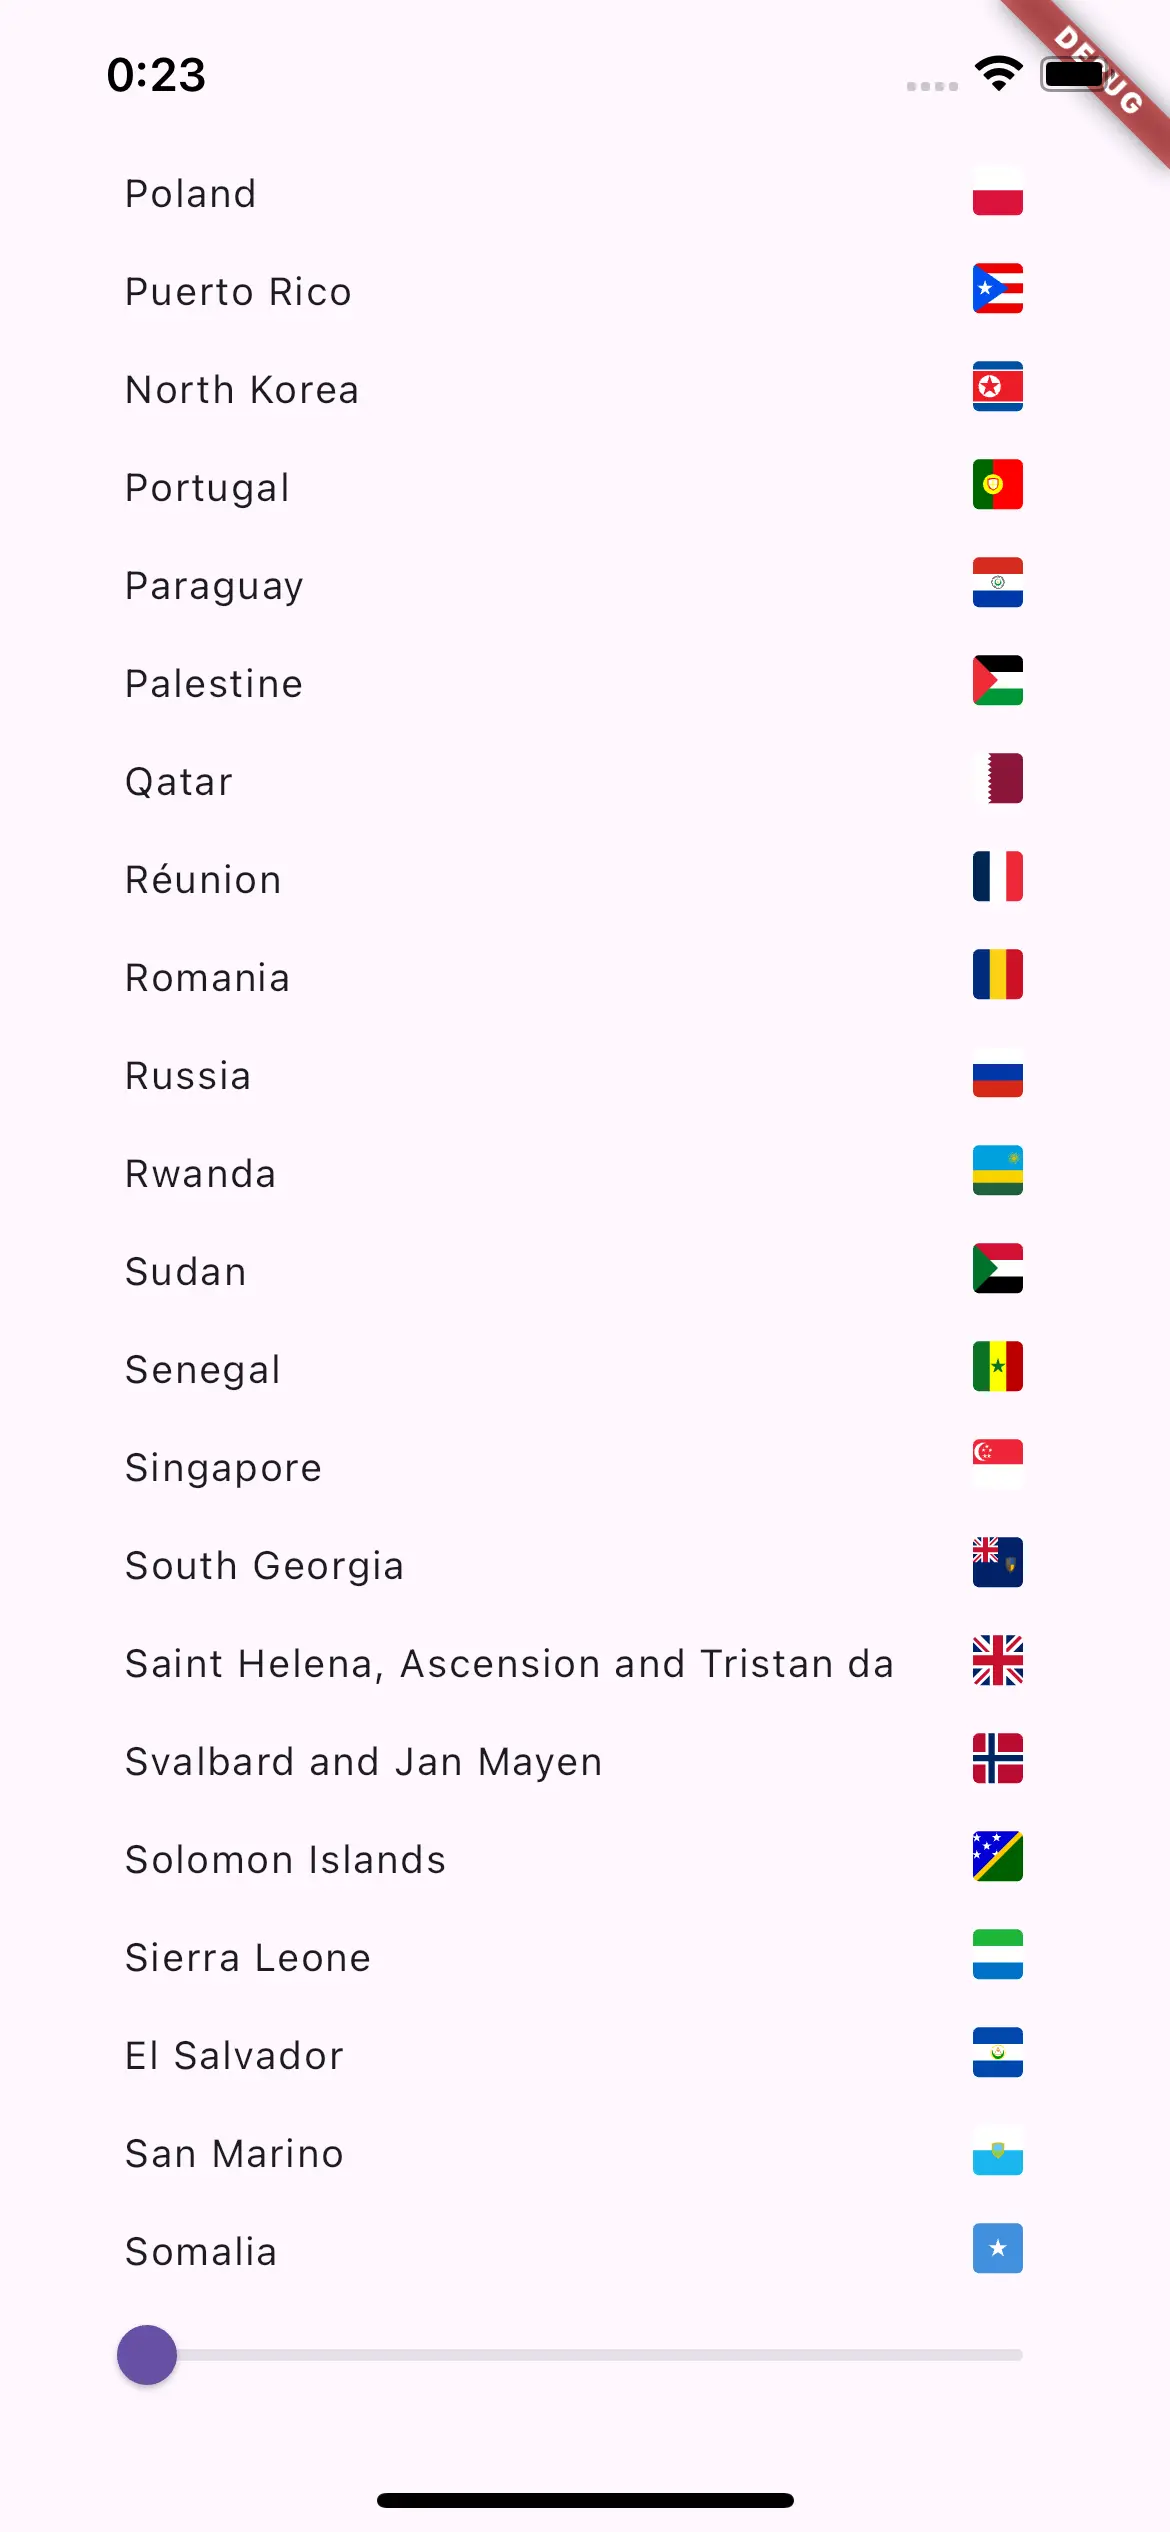 0:23
DEBUG
Poland
Puerto Rico
North Korea
Portugal
Paraguay
Palestine
Qatar
Réunion
Romania
Russia
Rwanda
Sudan
Senegal
Singapore
South Georgia
Saint Helena, Ascension and Tristan da
Svalbard and Jan Mayen
Solomon Islands
Sierra Leone
El Salvador
San Marino
Somalia